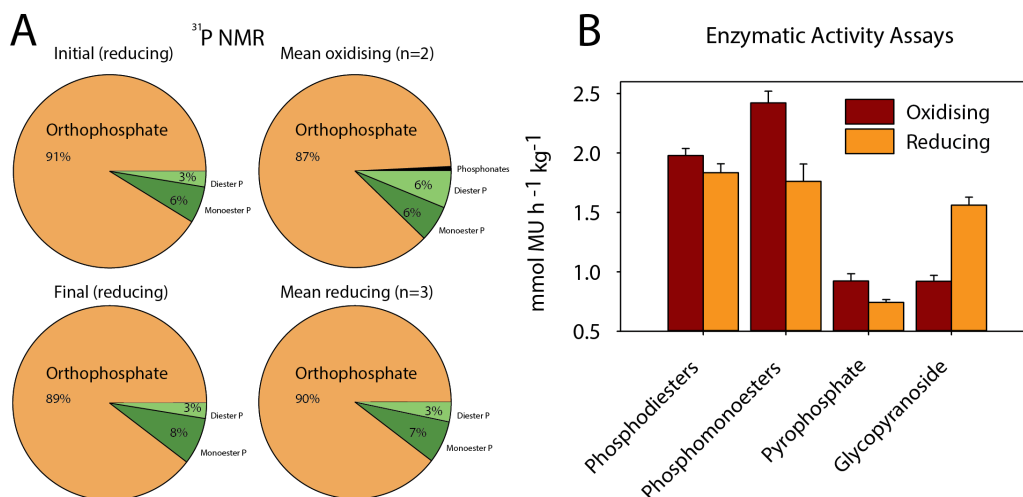 A
³¹P NMR
Initial (reducing)
Orthophosphate
91%
3%
Diester P
6%
Monoester P
Mean oxidising (n=2)
Orthophosphate
87%
Phosphonates
6%
Diester P
6%
Monoester P
Final (reducing)
Orthophosphate
89%
3%
Diester P
8%
Monoester P
Mean reducing (n=3)
Orthophosphate
90%
3%
Diester P
7%
Monoester P
B
Enzymatic Activity Assays
mmol MU h⁻¹ kg⁻¹
2.5
2.0
1.5
1.0
0.5
Oxidising
Reducing
Phosphodiesters
Phosphomonoesters
Pyrophosphate
Glycopyranoside